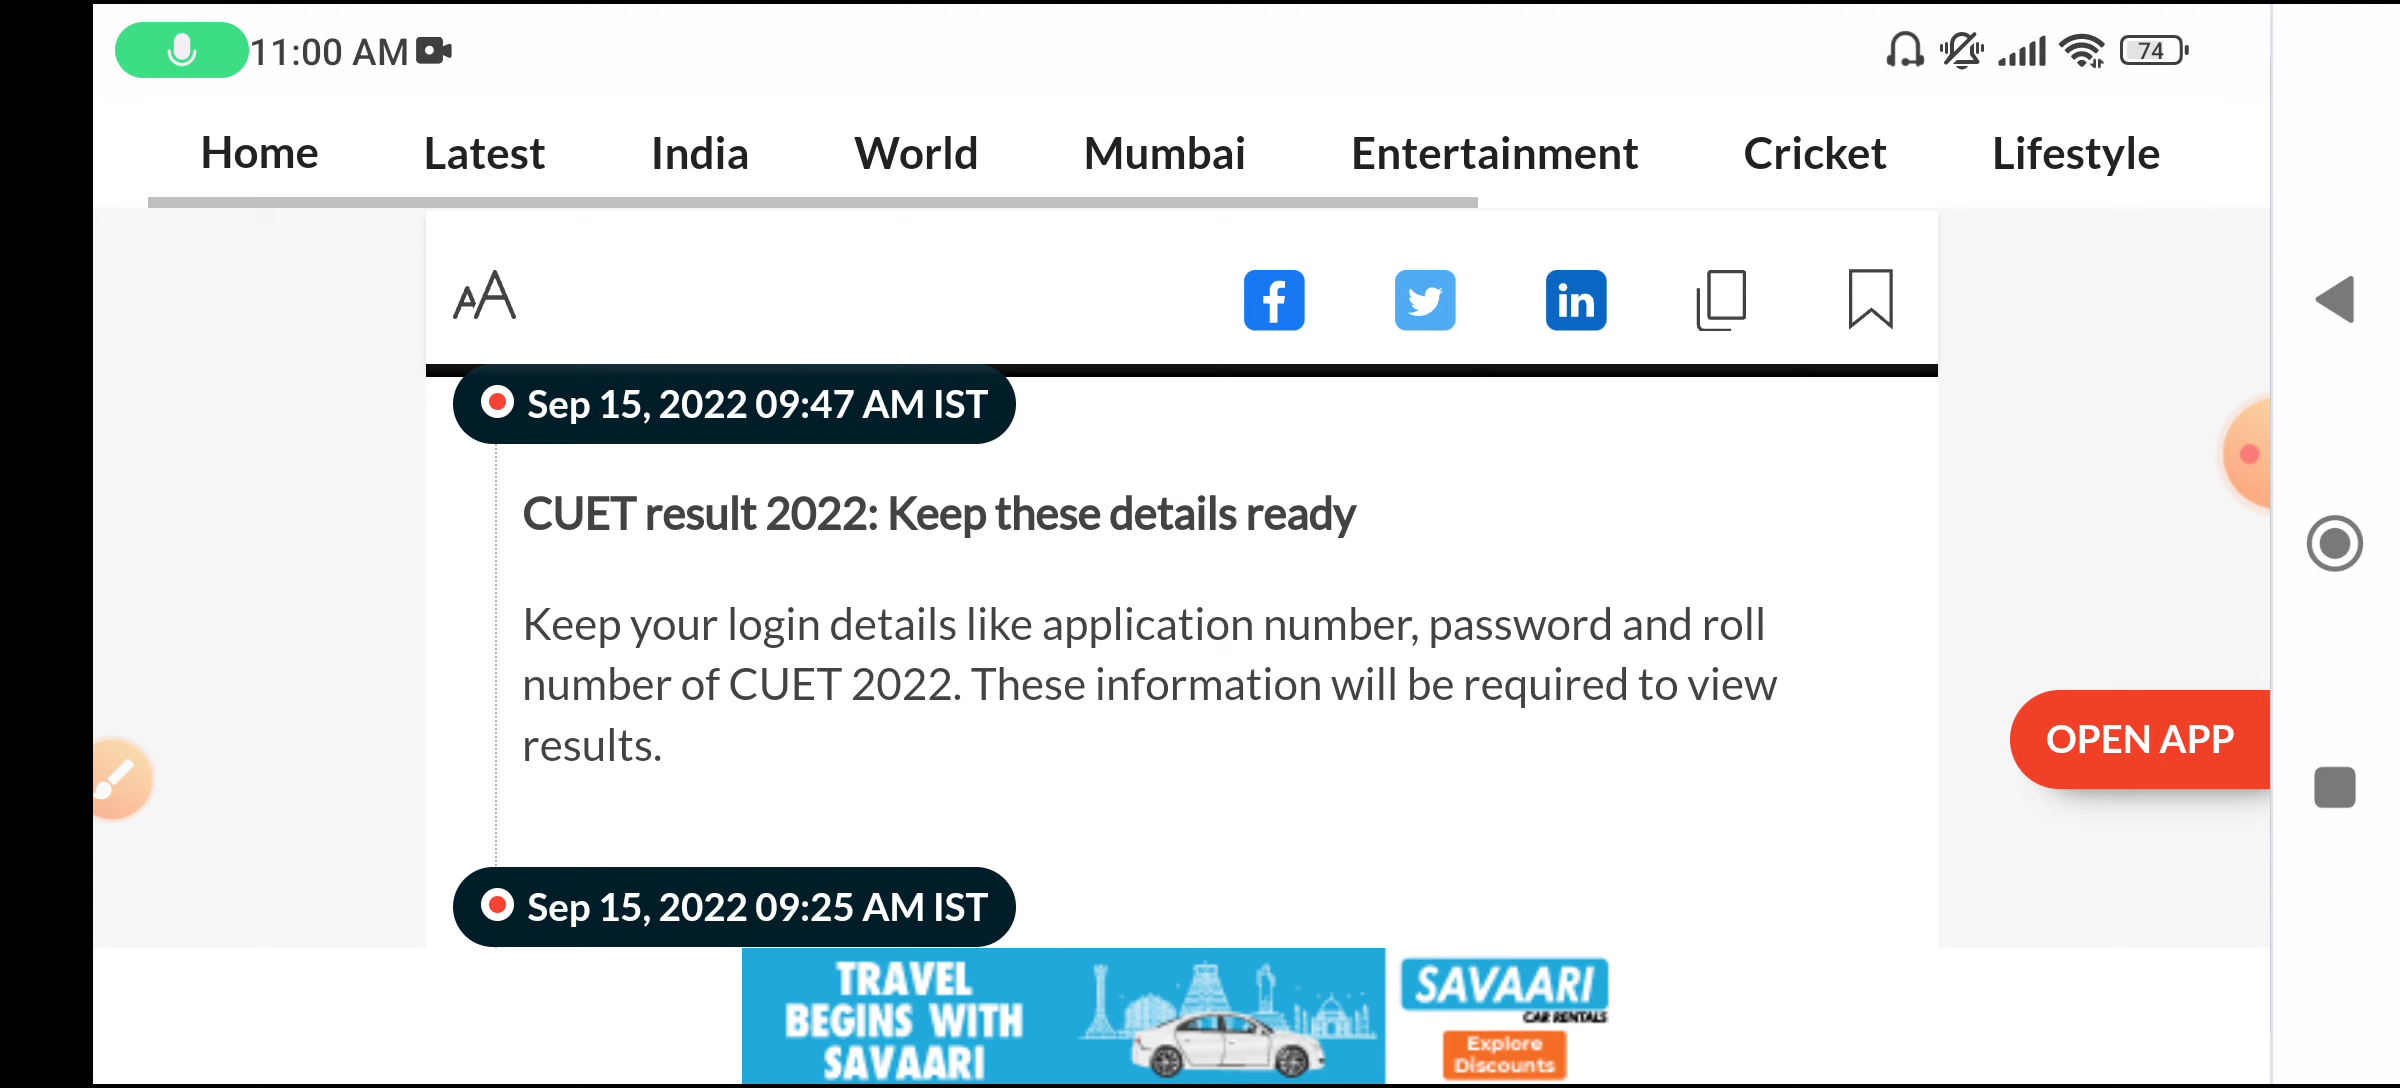 11:00 AM
74
Home Latest India World Mumbai Entertainment Cricket Lifestyle
AA
f in
Sep 15, 2022 09:47 AM IST
CUET result 2022: Keep these details ready
Keep your login details like application number, password and roll
number of CUET 2022. These information will be required to view
results.
OPEN APP
Sep 15, 2022 09:25 AM IST
TRAVEL
BEGINS WITH
SAVAARI
SAVAARI
CAR RENTALS
Explore
Discounts